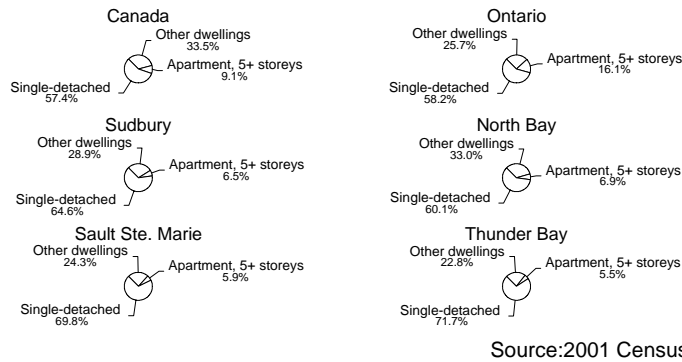 Canada
Other dwellings
33.5%
Apartment, 5+ storeys
9.1%
Single-detached
57.4%
Ontario
Other dwellings
25.7%
Apartment, 5+ storeys
16.1%
Single-detached
58.2%
Sudbury
Other dwellings
28.9%
Apartment, 5+ storeys
6.5%
Single-detached
64.6%
North Bay
Other dwellings
33.0%
Apartment, 5+ storeys
6.9%
Single-detached
60.1%
Sault Ste. Marie
Other dwellings
24.3%
Apartment, 5+ storeys
5.9%
Single-detached
69.8%
Thunder Bay
Other dwellings
22.8%
Apartment, 5+ storeys
5.5%
Single-detached
71.7%
Source:2001 Census